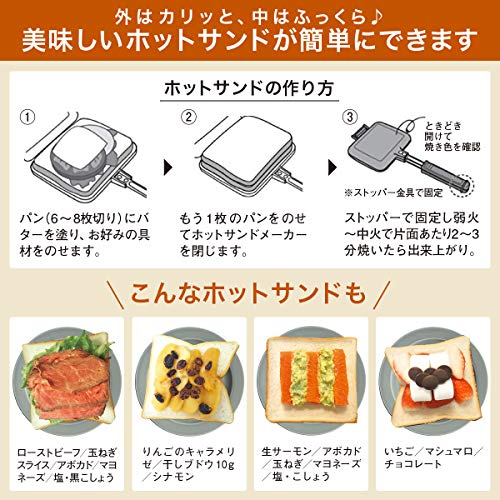 外はカリッと、中はふっくら♪
美味しいホットサンドが簡単にできます
ホットサンドの作り方
①
パン（6〜8枚切り）にバ
ターを塗り、お好みの具
材をのせます。
②
もう1枚のパンをのせ
てホットサンドメーカー
を閉じます。
③
ときどき
開けて
焼き色を確認
※ストッパー金具で固定
ストッパーで固定し弱火
〜中火で片面あたり2〜3
分焼いたら出来上がり。
こんなホットサンドも
ローストビーフ/玉ねぎ
スライス/アボカド/マヨ
ネーズ/塩・黒こしょう
りんごのキャラメリ
ゼ/干しブドウ10g
/シナモン
生サーモン/アボカド
/玉ねぎ/マヨネーズ
/塩・こしょう
いちご/マシュマロ/
チョコレート